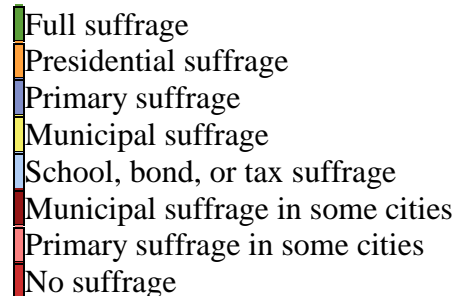 Full suffrage
Presidential suffrage
Primary suffrage
Municipal suffrage
School, bond, or tax suffrage
Municipal suffrage in some cities
Primary suffrage in some cities
No suffrage